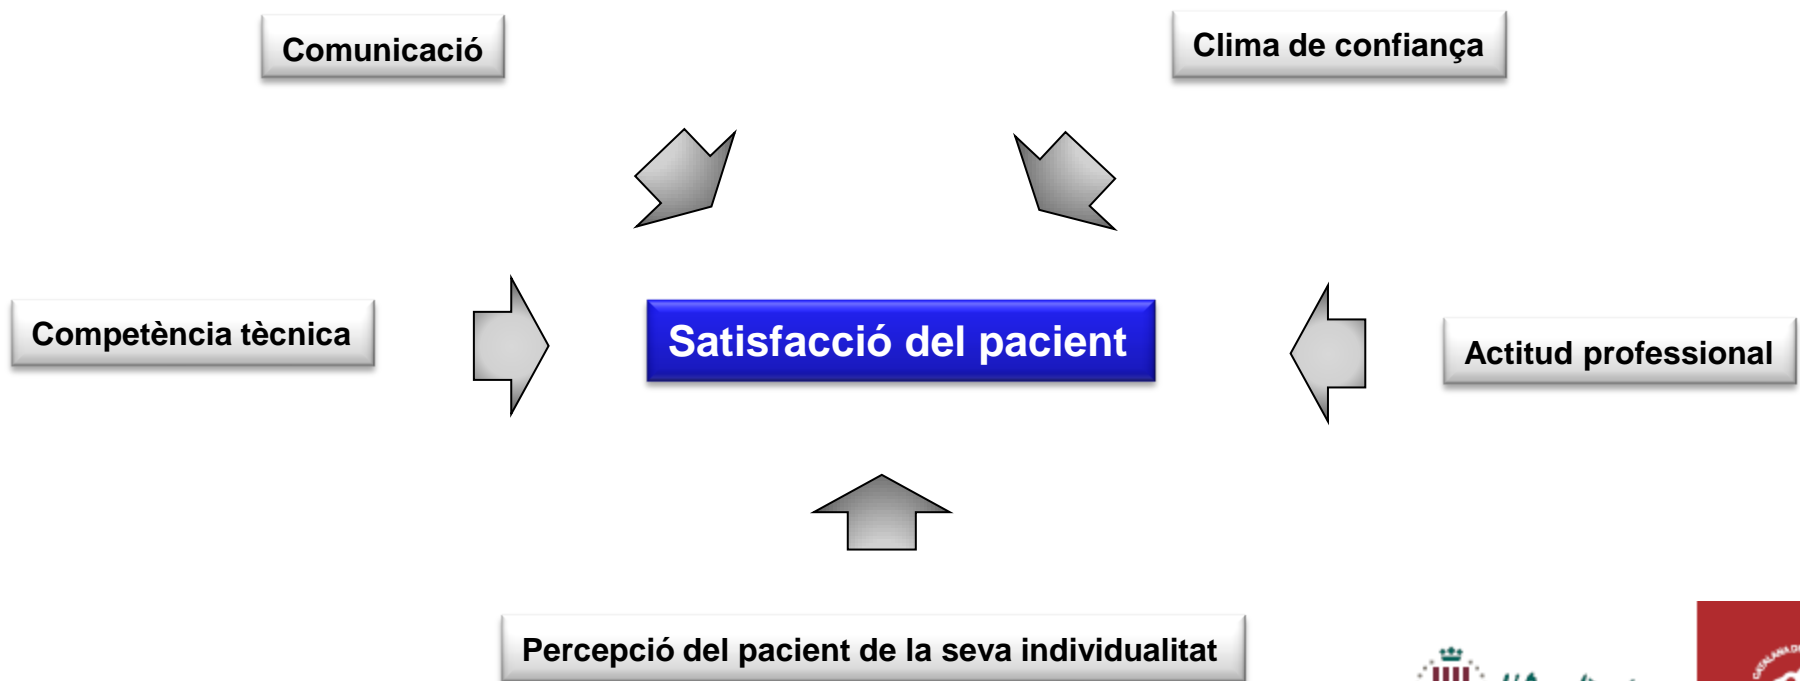 Comunicació
Clima de confiança
Competència tècnica
Satisfacció del pacient
Actitud professional
Percepció del pacient de la seva individualitat